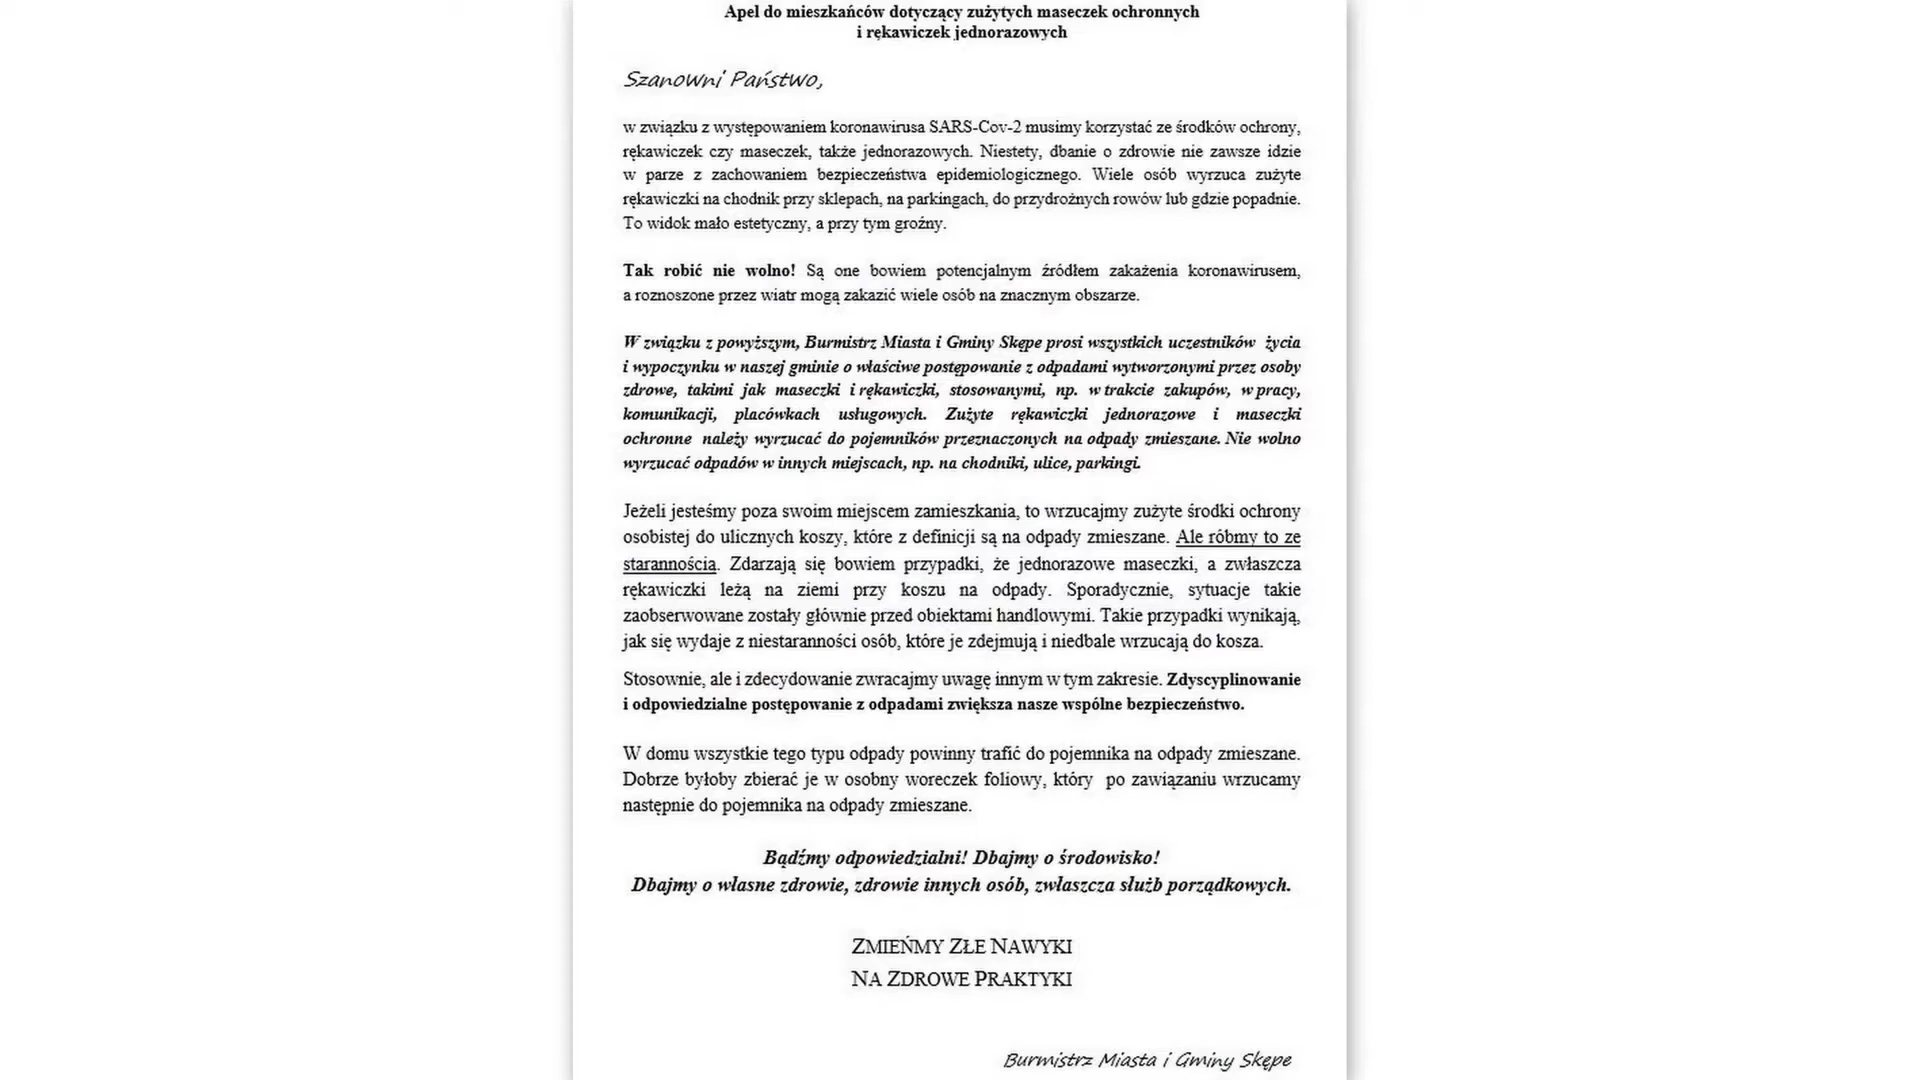 Apel do mieszkańców dotyczący zużytych maseczek ochronnych
i rękawiczek jednorazowych
Szanowni Państwo,
w związku z występowaniem koronawirusa SARS-Cov-2 musimy korzystać ze środków ochrony,
rękawiczek czy maseczek, także jednorazowych. Niestety, dbanie o zdrowie nie zawsze idzie
w parze z zachowaniem bezpieczeństwa epidemiologicznego. Wiele osób wyrzuca zużyte
rękawiczki na chodnik przy sklepach, na parkingach, do przydrożnych rowów lub gdzie popadnie.
To widok mało estetyczny, a przy tym groźny.
Tak robić nie wolno! Są one bowiem potencjalnym źródłem zakażenia koronawirusem,
a roznoszone przez wiatr mogą zakazić wiele osób na znacznym obszarze.
W związku z powyższym, Burmistrz Miasta i Gminy Skępe prosi wszystkich uczestników życia
i wypoczynku w naszej gminie o właściwe postępowanie z odpadami wytworzonymi przez osoby
zdrowe, takimi jak maseczki i rękawiczki, stosowanymi, np. w trakcie zakupów, w pracy,
komunikacji, placówkach usługowych. Zużyte rękawiczki jednorazowe i maseczki
ochronne należy wyrzucać do pojemników przeznaczonych na odpady zmieszane. Nie wolno
wyrzucać odpadów w innych miejscach, np. na chodniki, ulice, parkingi.
Jeżeli jesteśmy poza swoim miejscem zamieszkania, to wrzucajmy zużyte środki ochrony
osobistej do ulicznych koszy, które z definicji są na odpady zmieszane. Ale róbmy to ze
starannością. Zdarzają się bowiem przypadki, że jednorazowe maseczki, a zwłaszcza
rękawiczki leżą na ziemi przy koszu na odpady. Sporadycznie, sytuacje takie
zaobserwowane zostały głównie przed obiektami handlowymi. Takie przypadki wynikają,
jak się wydaje z niestaranności osób, które je zdejmują i niedbale wrzucają do kosza.
Stosownie, ale i zdecydowanie zwracajmy uwagę innym w tym zakresie. Zdyscyplinowanie
i odpowiedzialne postępowanie z odpadami zwiększa nasze wspólne bezpieczeństwo.
W domu wszystkie tego typu odpady powinny trafić do pojemnika na odpady zmieszane.
Dobrze byłoby zbierać je w osobny woreczek foliowy, który po zawiązaniu wrzucamy
następnie do pojemnika na odpady zmieszane.
Bądźmy odpowiedzialni! Dbajmy o środowisko!
Dbajmy o własne zdrowie, zdrowie innych osób, zwłaszcza służb porządkowych.
ZMIEŃMY ZŁE NAWYKI
NA ZDROWE PRAKTYKI
Burmistrz Miasta i Gminy Skępe